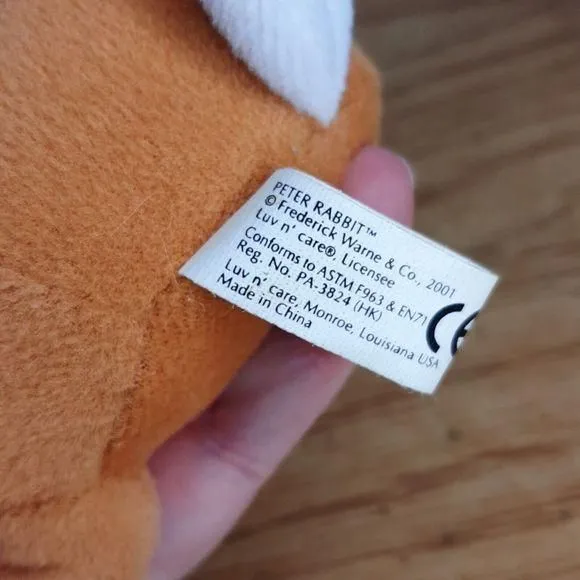 PETER RABBIT™
© Frederick Warne & Co., 2001
Luv n' care®, Licensee
Conforms to ASTM F963 & EN71
Reg. No. PA-3824 (HK)
Luv n' care, Monroe, Louisiana USA
Made in China
CE